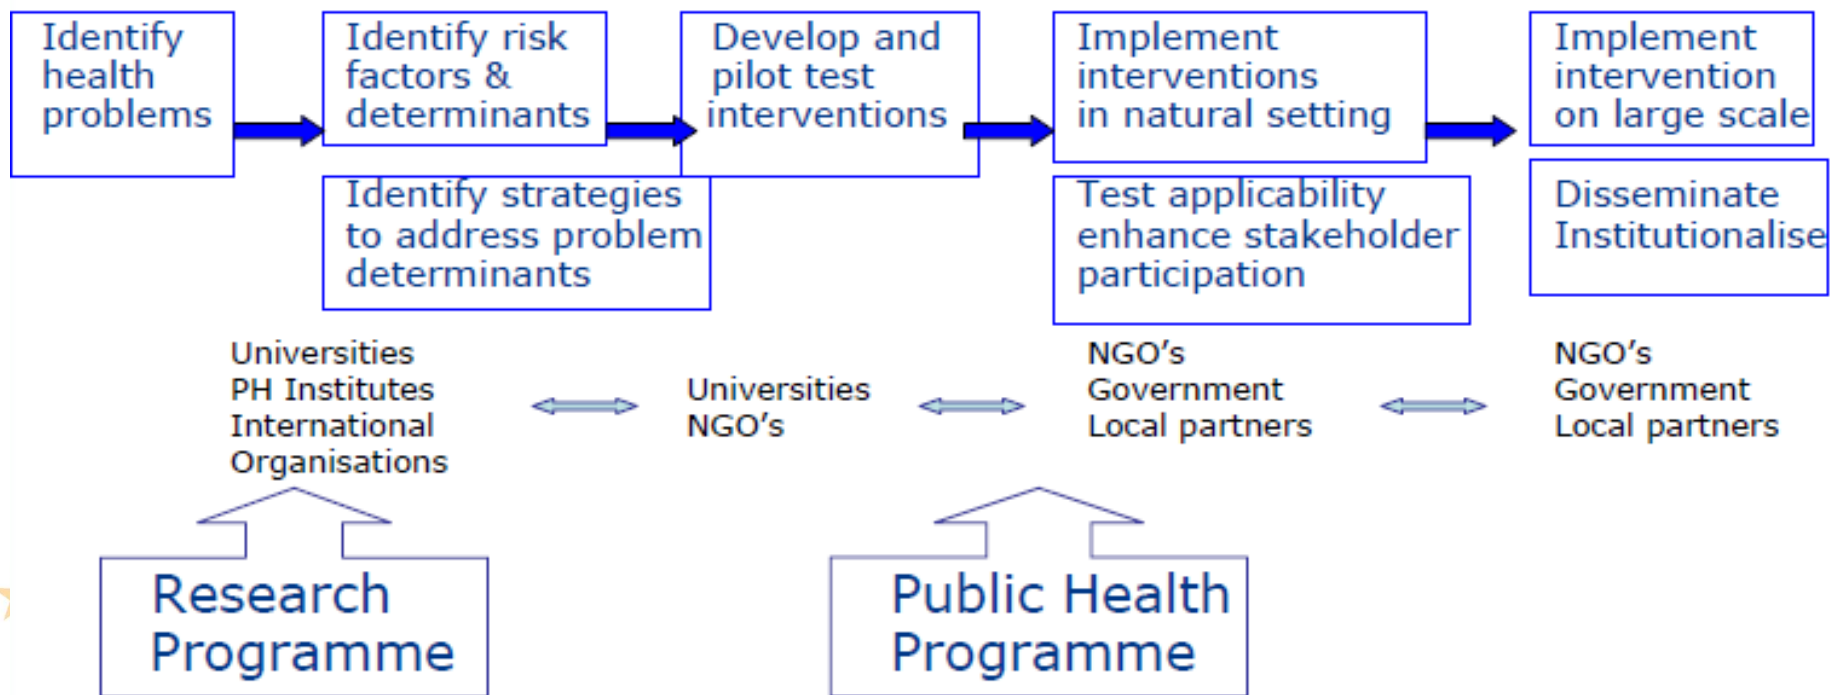 Identify
health
problems
Identify risk
factors &
determinants
Develop and
pilot test
interventions
Implement
interventions
in natural setting
Implement
intervention
on large scale
Identify strategies
to address problem
determinants
Test applicability
enhance stakeholder
participation
Disseminate
Institutionalise
Universities
PH Institutes
International
Organisations
Universities
NGO's
NGO's
Government
Local partners
NGO's
Government
Local partners
Research
Programme
Public Health
Programme